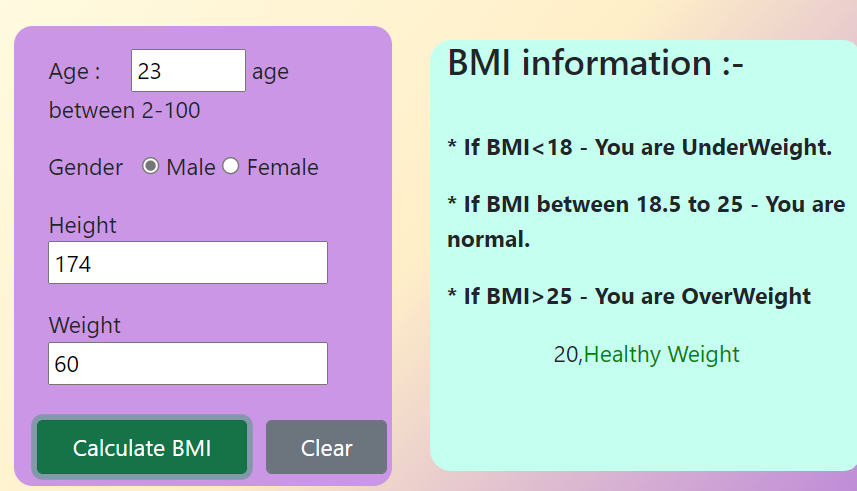 Age : 23 age
between 2-100
Gender Male Female
Height
174
Weight
60
Calculate BMI Clear
BMI information :-
* If BMI<18 - You are UnderWeight.
* If BMI between 18.5 to 25 - You are
normal.
* If BMI>25 - You are OverWeight
20,Healthy Weight